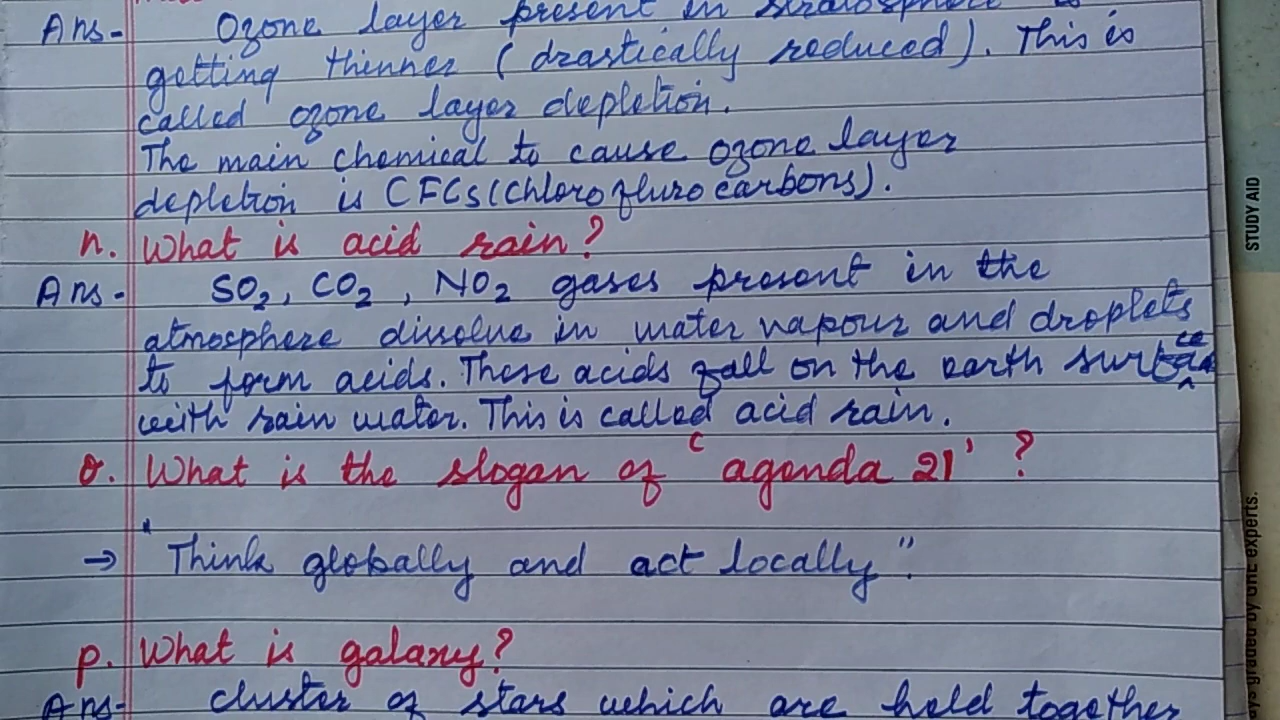 Ans- Ozone layer present in stratosphere is
getting thinner (drastically reduced). This is
called ozone layer depletion.
The main chemical to cause ozone layer
depletion is CFCs (Chloro fluro carbons).
n. What is acid rain?
Ans- SO2, CO2, NO2 gases present in the
atmosphere dissolve in water vapour and droplets
to form acids. These acids fall on the earth surface
with rain water. This is called acid rain.
o. What is the slogan of 'agenda 21' ?
→ "Think globally and act locally".
p. What is galaxy?
Ans- cluster of stars which are held together
STUDY AID
graded by GRE experts.